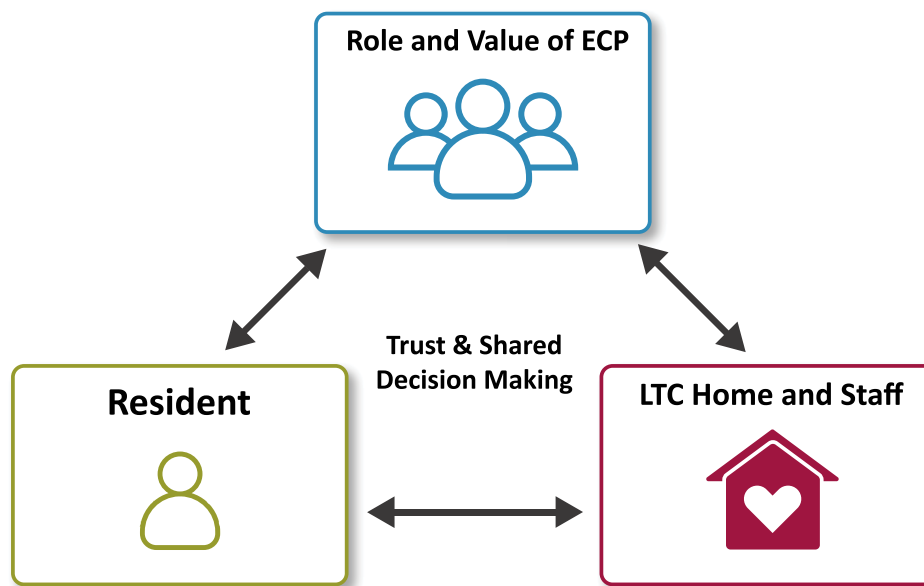 Role and Value of ECP
Trust & Shared
Decision Making
Resident
LTC Home and Staff